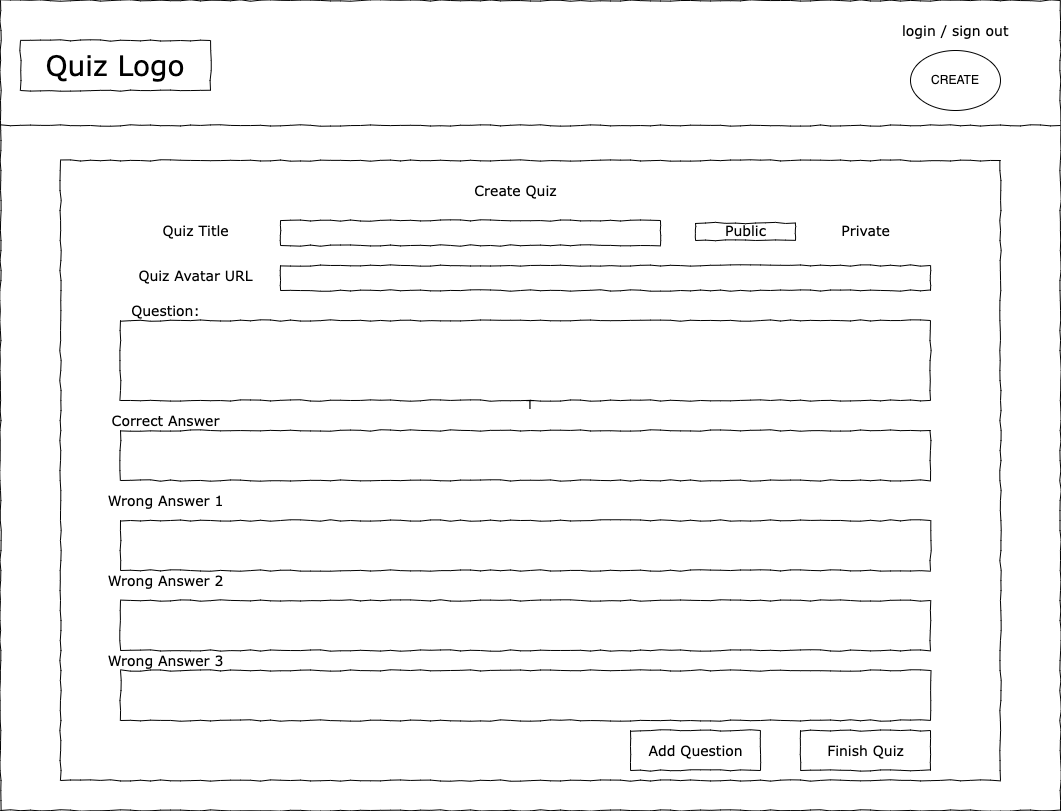 login / sign out
Quiz Logo
CREATE
Create Quiz
Quiz Title
Public
Private
Quiz Avatar URL
Question:
Correct Answer
Wrong Answer 1
Wrong Answer 2
Wrong Answer 3
Add Question
Finish Quiz